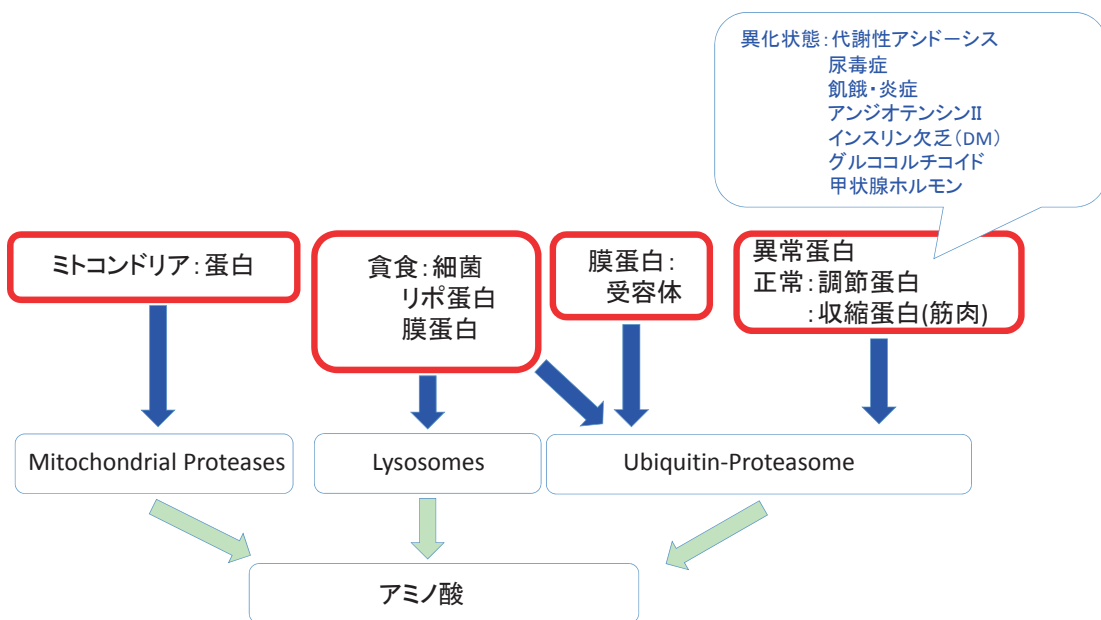 異化状態：代謝性アシドーシス
尿毒症
飢餓・炎症
アンジオテンシンII
インスリン欠乏（DM）
グルココルチコイド
甲状腺ホルモン
ミトコンドリア：蛋白
貪食：細菌
リポ蛋白
膜蛋白
膜蛋白：
受容体
異常蛋白
正常：調節蛋白
：収縮蛋白(筋肉)
Mitochondrial Proteases
Lysosomes
Ubiquitin-Proteasome
アミノ酸